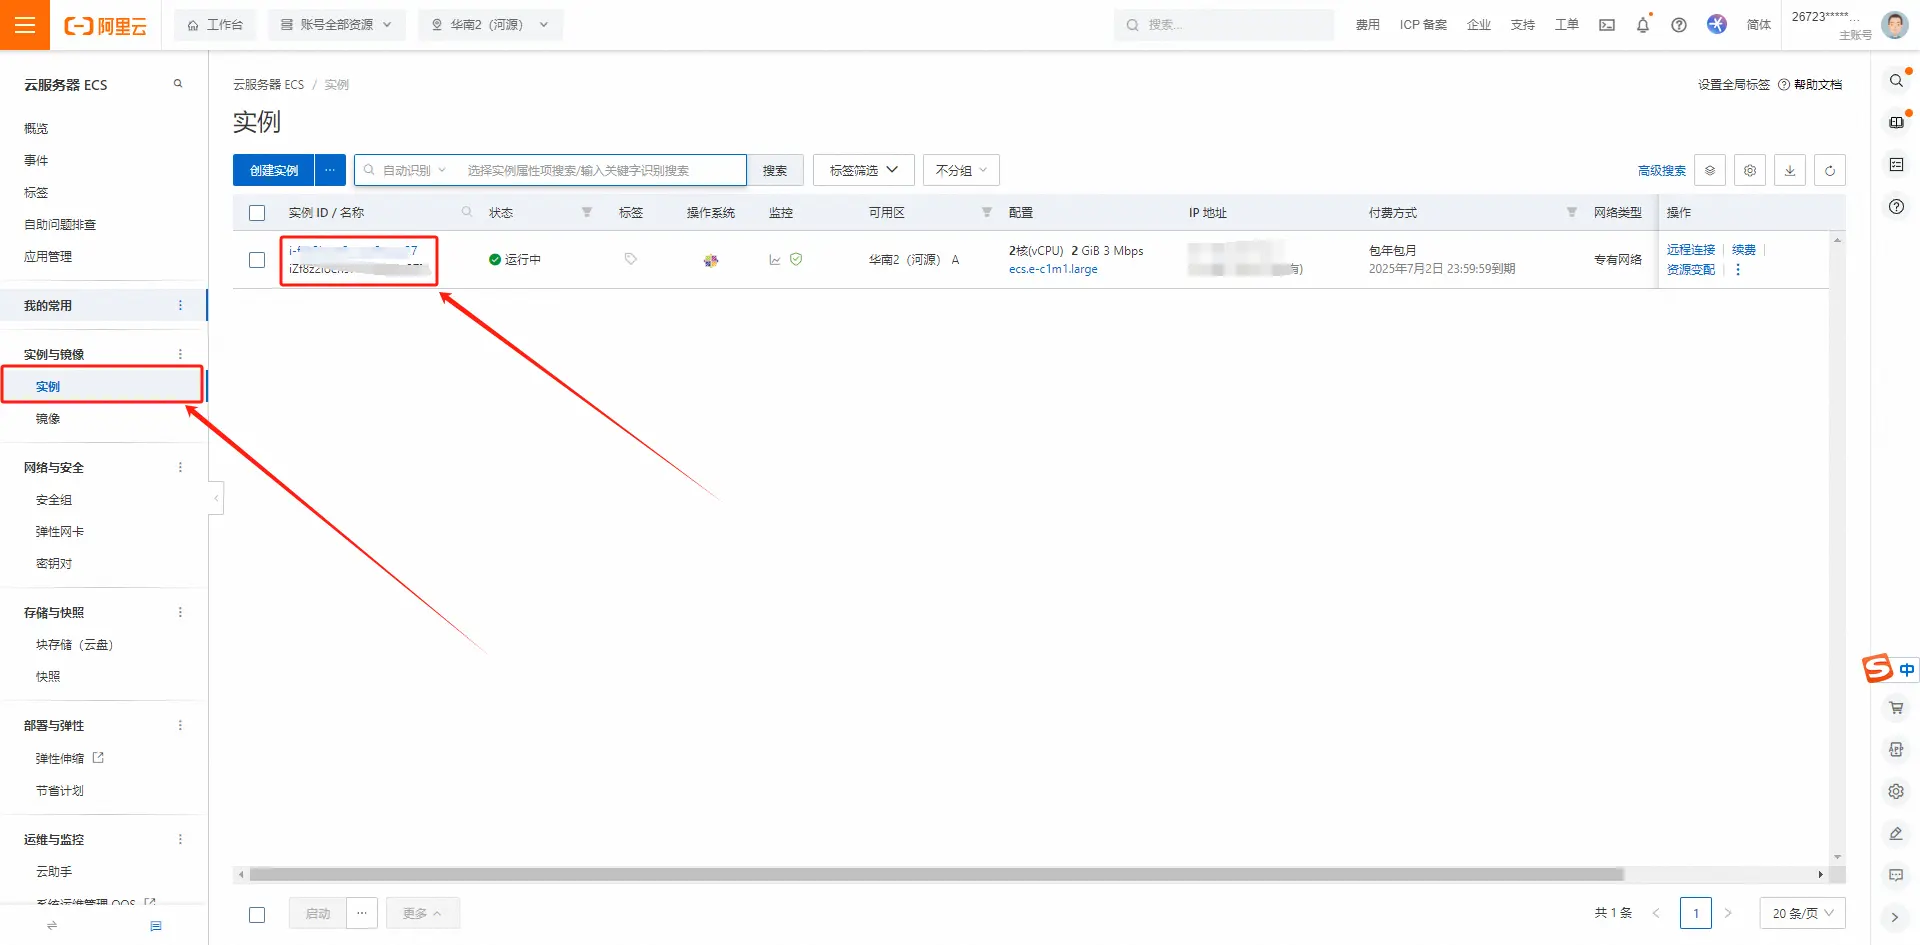 阿里云
工作台
账号全部资源
华南2（河源）
搜索...
费用
ICP 备案
企业
支持
工单
简体
26723*****...
主账号
云服务器 ECS
概览
事件
标签
自助问题排查
应用管理
我的常用
实例与镜像
实例
镜像
网络与安全
安全组
弹性网卡
密钥对
存储与快照
块存储（云盘）
快照
部署与弹性
弹性伸缩
节省计划
运维与监控
云助手
系统运维管理 OOS
云服务器 ECS / 实例
设置全局标签
帮助文档
实例
创建实例
...
自动识别
选择实例属性项搜索/输入关键字识别搜索
搜索
标签筛选
不分组
高级搜索
实例 ID / 名称
状态
标签
操作系统
监控
可用区
配置
IP 地址
付费方式
网络类型
操作
运行中
华南2（河源） A
2核(vCPU) 2 GiB 3 Mbps
ecs.e-c1m1.large
有)
包年包月
2025年7月2日 23:59:59到期
专有网络
远程连接
续费
资源变配
启动
...
更多
共 1 条
1
20 条/页
中
API